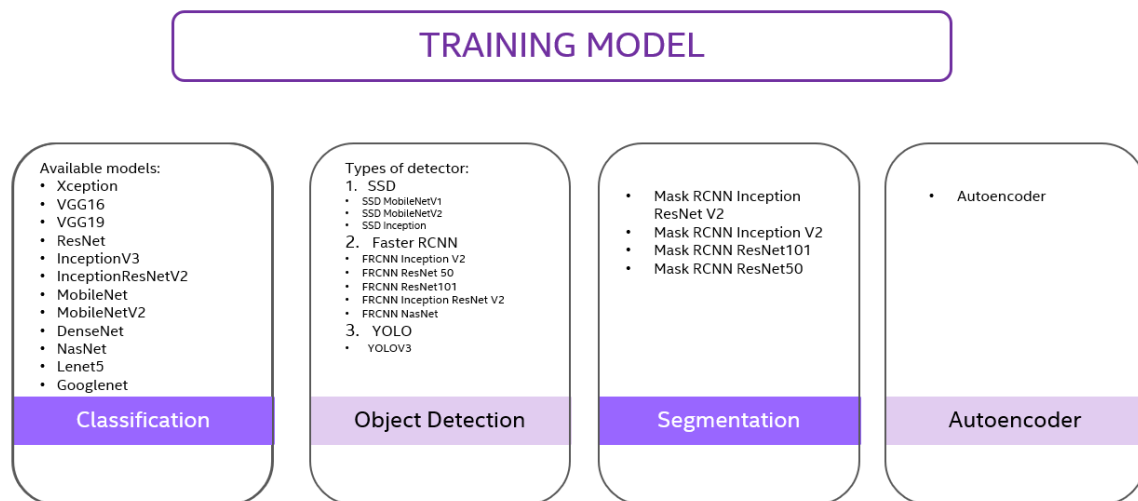 TRAINING MODEL
Available models:
• Xception
• VGG16
• VGG19
• ResNet
• InceptionV3
• InceptionResNetV2
• MobileNet
• MobileNetV2
• DenseNet
• NasNet
• Lenet5
• Googlenet
Classification
Types of detector:
1. SSD
• SSD MobileNetV1
• SSD MobileNetV2
• SSD Inception
2. Faster RCNN
• FRCNN Inception V2
• FRCNN ResNet 50
• FRCNN ResNet101
• FRCNN Inception ResNet V2
• FRCNN NasNet
3. YOLO
• YOLOV3
Object Detection
• Mask RCNN Inception
ResNet V2
• Mask RCNN Inception V2
• Mask RCNN ResNet101
• Mask RCNN ResNet50
Segmentation
• Autoencoder
Autoencoder